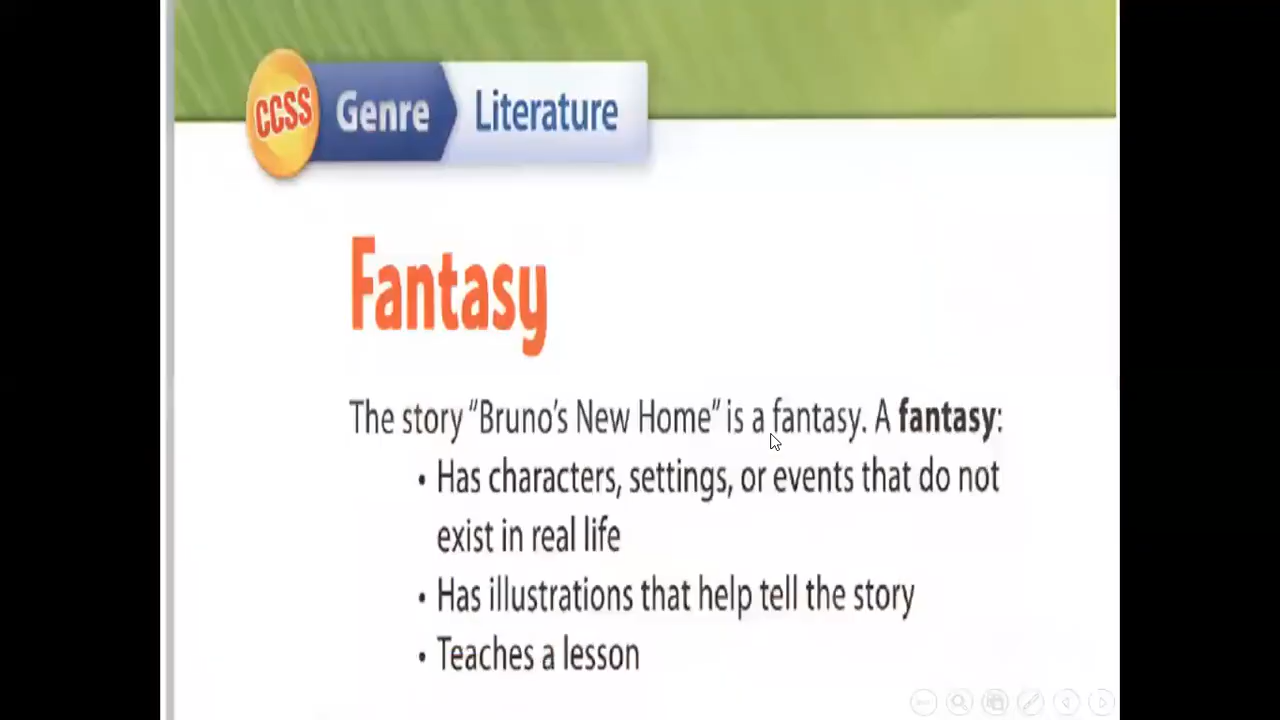 CCSS Genre Literature
Fantasy
The story “Bruno’s New Home” is a fantasy. A fantasy:
• Has characters, settings, or events that do not
exist in real life
• Has illustrations that help tell the story
• Teaches a lesson